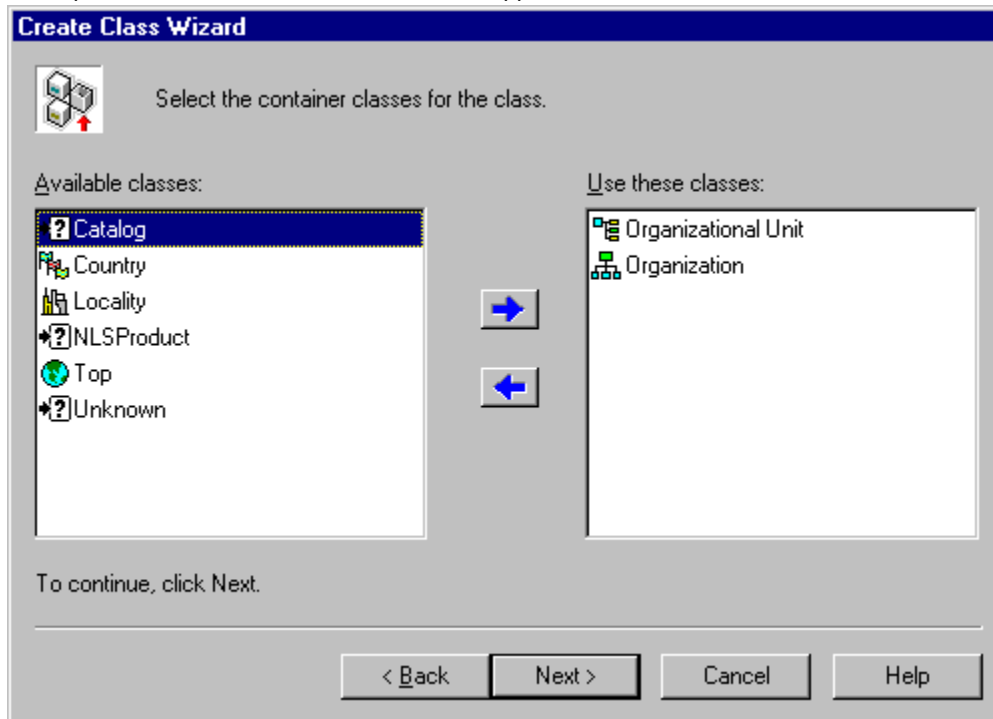 Create Class Wizard
Select the container classes for the class.
Available classes:
Use these classes:
? Catalog
Country
Locality
?NLSProduct
Top
?Unknown
Organizational Unit
Organization
To continue, click Next.
< Back
Next >
Cancel
Help